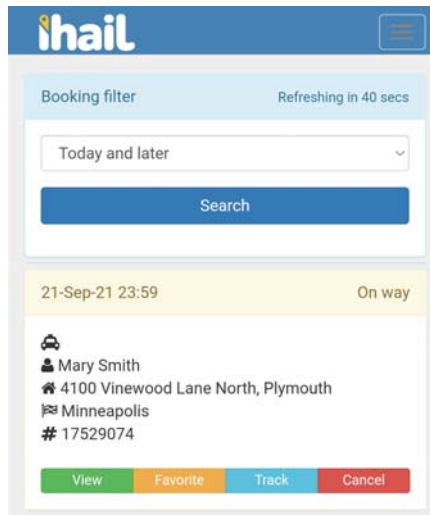 ihail
Booking filter Refreshing in 40 secs
Today and later
Search
21-Sep-21 23:59 On way
Mary Smith
4100 Vinewood Lane North, Plymouth
Minneapolis
# 17529074
View Favorite Track Cancel